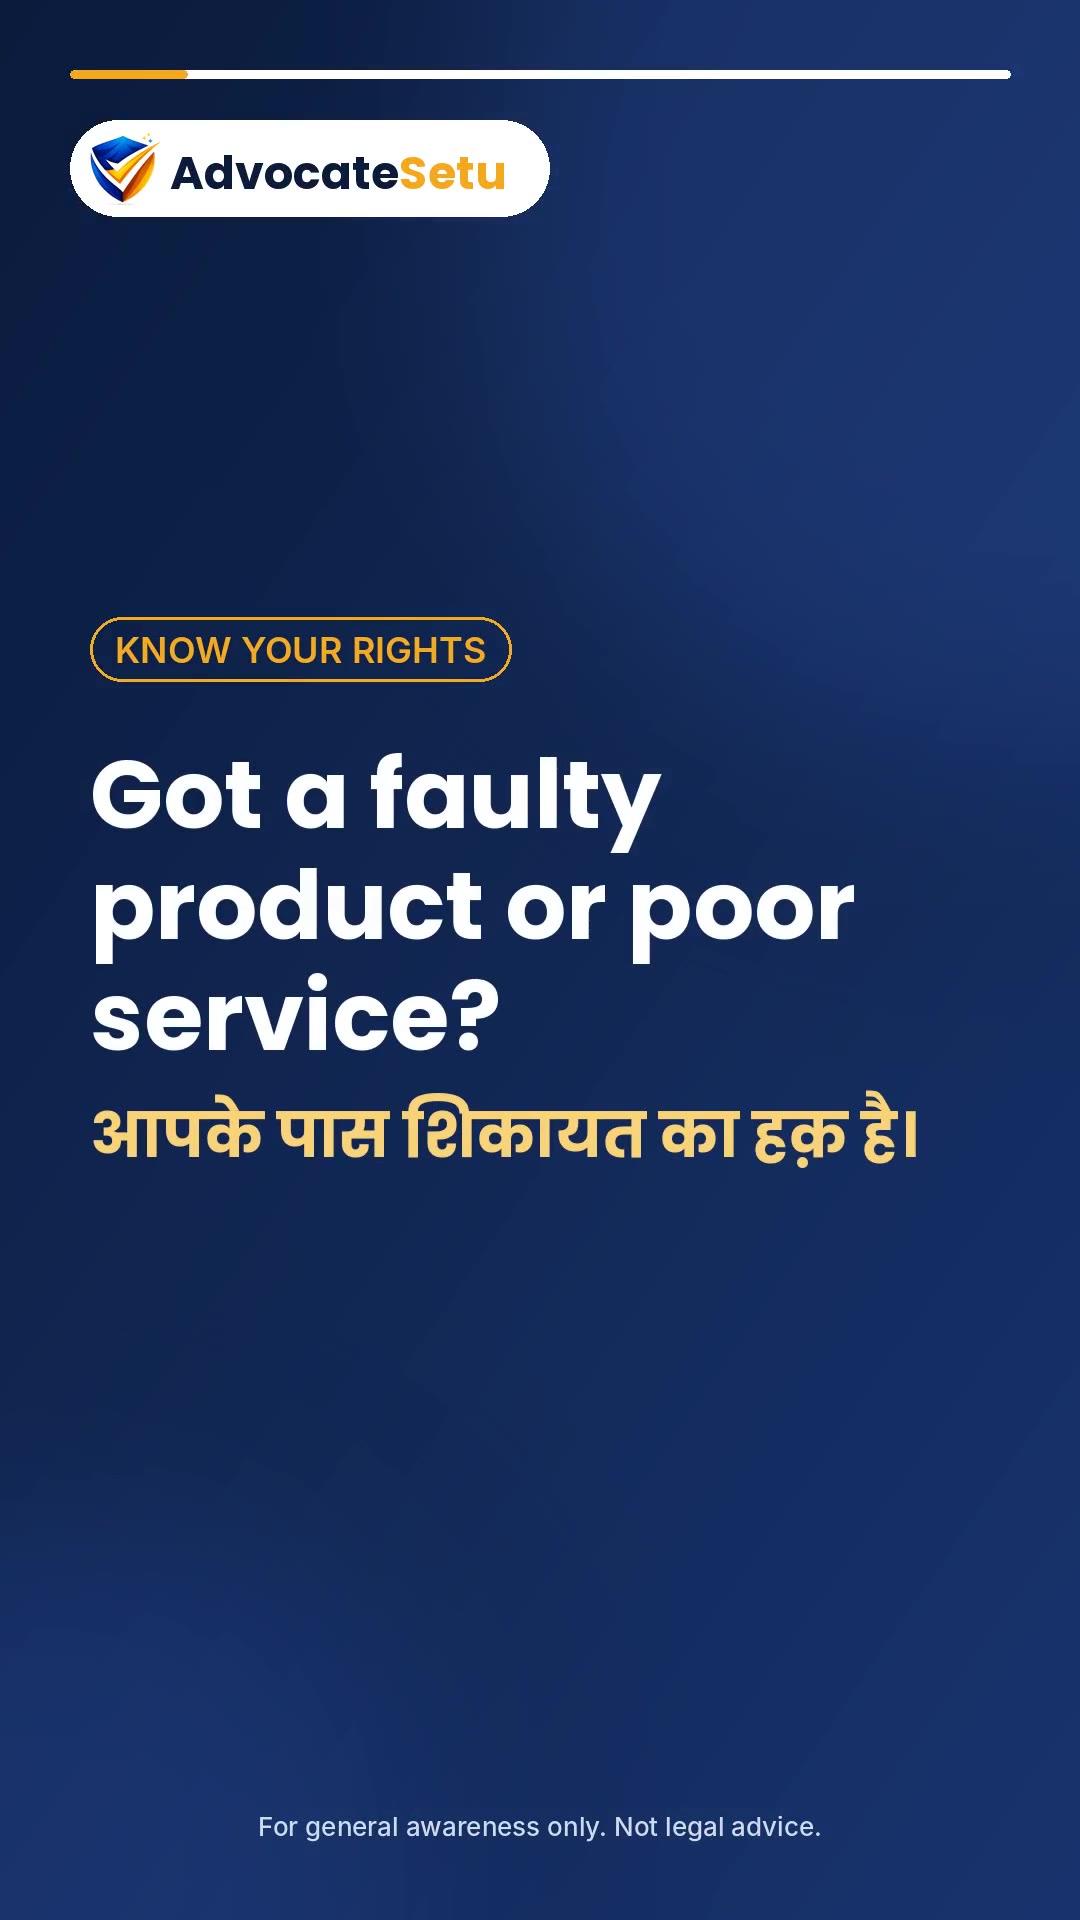 AdvocateSetu
KNOW YOUR RIGHTS
Got a faulty
product or poor
service?
आपके पास शिकायत का हक़ है।
For general awareness only. Not legal advice.